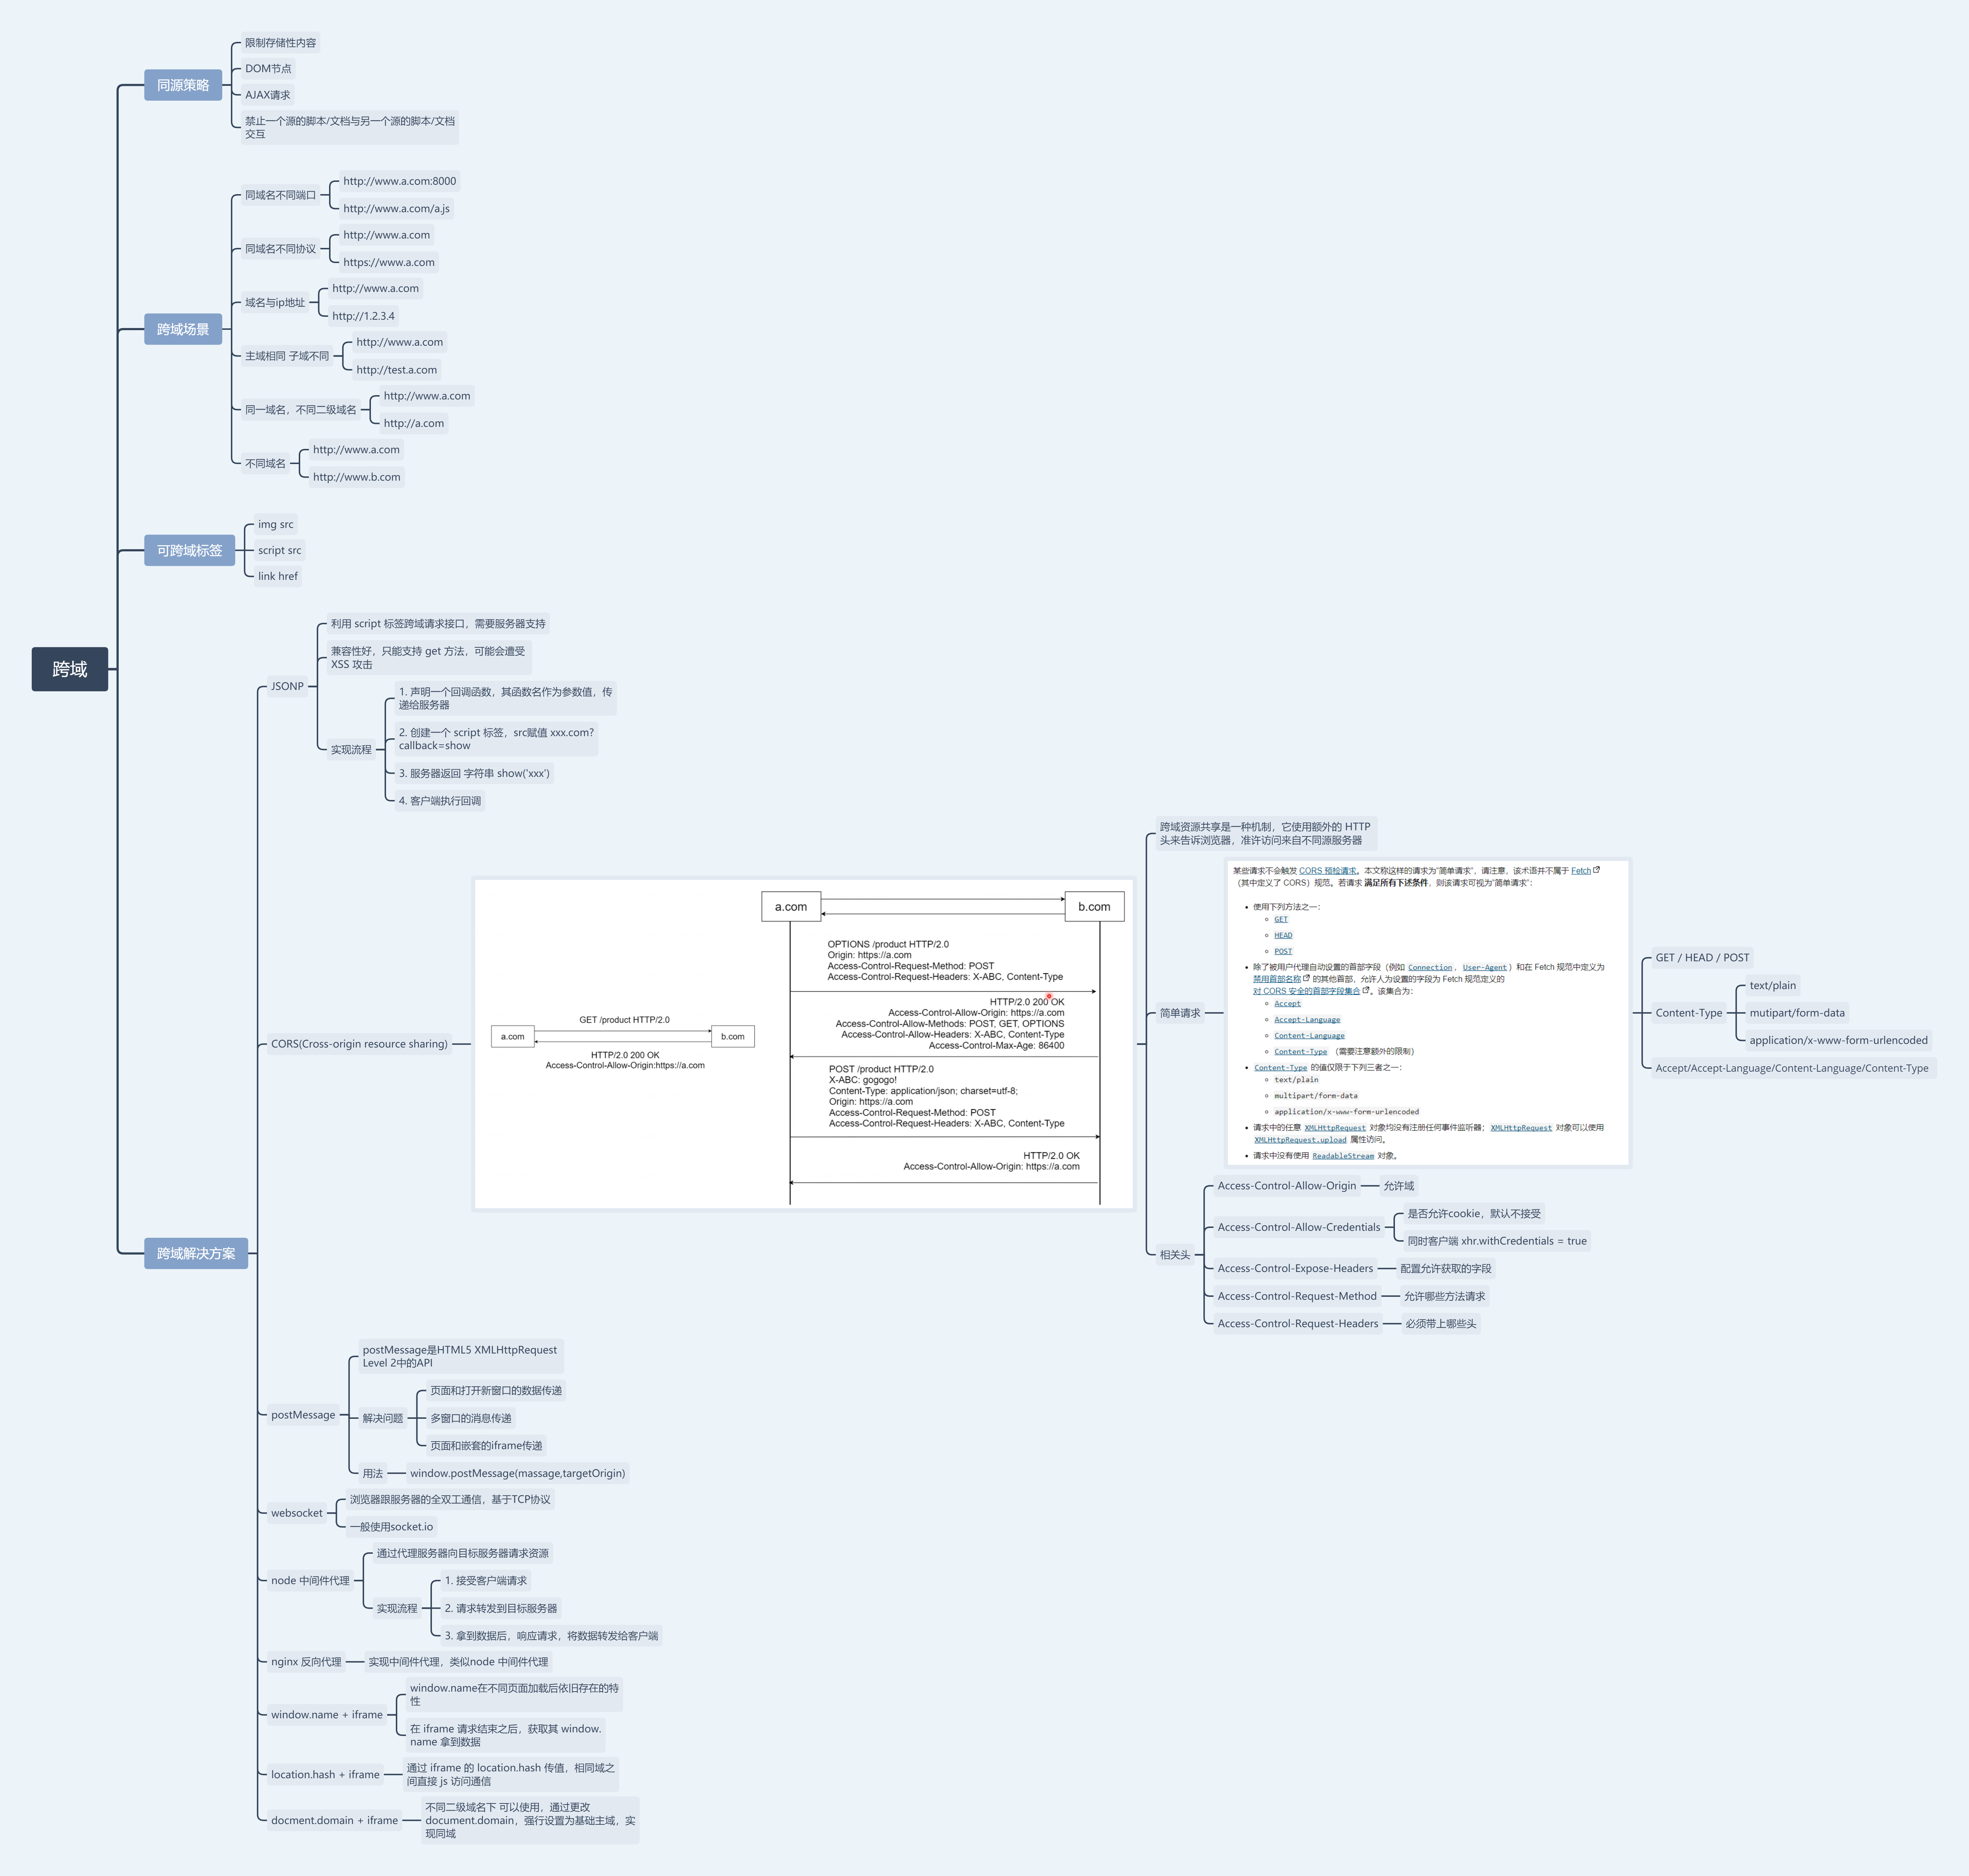 跨域
同源策略
限制存储性内容
DOM节点
AJAX请求
禁止一个源的脚本/文档与另一个源的脚本/文档
交互
跨域场景
同域名不同端口
http://www.a.com:8000
http://www.a.com/a.js
同域名不同协议
http://www.a.com
https://www.a.com
域名与ip地址
http://www.a.com
http://1.2.3.4
主域相同 子域不同
http://www.a.com
http://test.a.com
同一域名，不同二级域名
http://www.a.com
http://a.com
不同域名
http://www.a.com
http://www.b.com
可跨域标签
img src
script src
link href
跨域解决方案
JSONP
利用 script 标签跨域请求接口，需要服务器支持
兼容性好，只能支持 get 方法，可能会遭受
XSS 攻击
实现流程
1. 声明一个回调函数，其函数名作为参数值，传
递给服务器
2. 创建一个 script 标签，src赋值 xxx.com?
callback=show
3. 服务器返回 字符串 show('xxx')
4. 客户端执行回调
CORS(Cross-origin resource sharing)
a.com
GET /product HTTP/2.0
b.com
HTTP/2.0 200 OK
Access-Control-Allow-Origin:https://a.com
a.com
b.com
OPTIONS /product HTTP/2.0
Origin: https://a.com
Access-Control-Request-Method: POST
Access-Control-Request-Headers: X-ABC, Content-Type
HTTP/2.0 200 OK
Access-Control-Allow-Origin: https://a.com
Access-Control-Allow-Methods: POST, GET, OPTIONS
Access-Control-Allow-Headers: X-ABC, Content-Type
Access-Control-Max-Age: 86400
POST /product HTTP/2.0
X-ABC: gogogo!
Content-Type: application/json; charset=utf-8;
Origin: https://a.com
Access-Control-Request-Method: POST
Access-Control-Request-Headers: X-ABC, Content-Type
HTTP/2.0 OK
Access-Control-Allow-Origin: https://a.com
跨域资源共享是一种机制，它使用额外的 HTTP
头来告诉浏览器，准许访问来自不同源服务器
简单请求
某些请求不会触发 CORS 预检请求。本文称这样的请求为“简单请求”，请注意，该术语并不属于 Fetch
（其中定义了 CORS）规范。若请求 满足所有下述条件，则该请求可视为“简单请求”：
• 使用下列方法之一：
GET
HEAD
POST
• 除了被用户代理自动设置的首部字段（例如 Connection，User-Agent）和在 Fetch 规范中定义为
禁用首部名称 的其他首部，允许人为设置的字段为 Fetch 规范定义的
对 CORS 安全的首部字段集合。该集合为：
Accept
Accept-Language
Content-Language
Content-Type （需要注意额外的限制）
• Content-Type 的值仅限于下列三者之一：
text/plain
multipart/form-data
application/x-www-form-urlencoded
• 请求中的任意 XMLHttpRequest 对象均没有注册任何事件监听器；XMLHttpRequest 对象可以使用
XMLHttpRequest.upload 属性访问。
• 请求中没有使用 ReadableStream 对象。
GET / HEAD / POST
Content-Type
text/plain
mutipart/form-data
application/x-www-form-urlencoded
Accept/Accept-Language/Content-Language/Content-Type
相关头
Access-Control-Allow-Origin
允许域
Access-Control-Allow-Credentials
是否允许cookie，默认不接受
同时客户端 xhr.withCredentials = true
Access-Control-Expose-Headers
配置允许获取的字段
Access-Control-Request-Method
允许哪些方法请求
Access-Control-Request-Headers
必须带上哪些头
postMessage
postMessage是HTML5 XMLHttpRequest
Level 2中的API
解决问题
页面和打开新窗口的数据传递
多窗口的消息传递
页面和嵌套的iframe传递
用法
window.postMessage(massage,targetOrigin)
websocket
浏览器跟服务器的全双工通信，基于TCP协议
一般使用socket.io
node 中间件代理
通过代理服务器向目标服务器请求资源
实现流程
1. 接受客户端请求
2. 请求转发到目标服务器
3. 拿到数据后，响应请求，将数据转发给客户端
nginx 反向代理
实现中间件代理，类似node 中间件代理
window.name + iframe
window.name在不同页面加载后依旧存在的特
性
在 iframe 请求结束之后，获取其 window.
name 拿到数据
location.hash + iframe
通过 iframe 的 location.hash 传值，相同域之
间直接 js 访问通信
docment.domain + iframe
不同二级域名下 可以使用，通过更改
document.domain，强行设置为基础主域，实
现同域